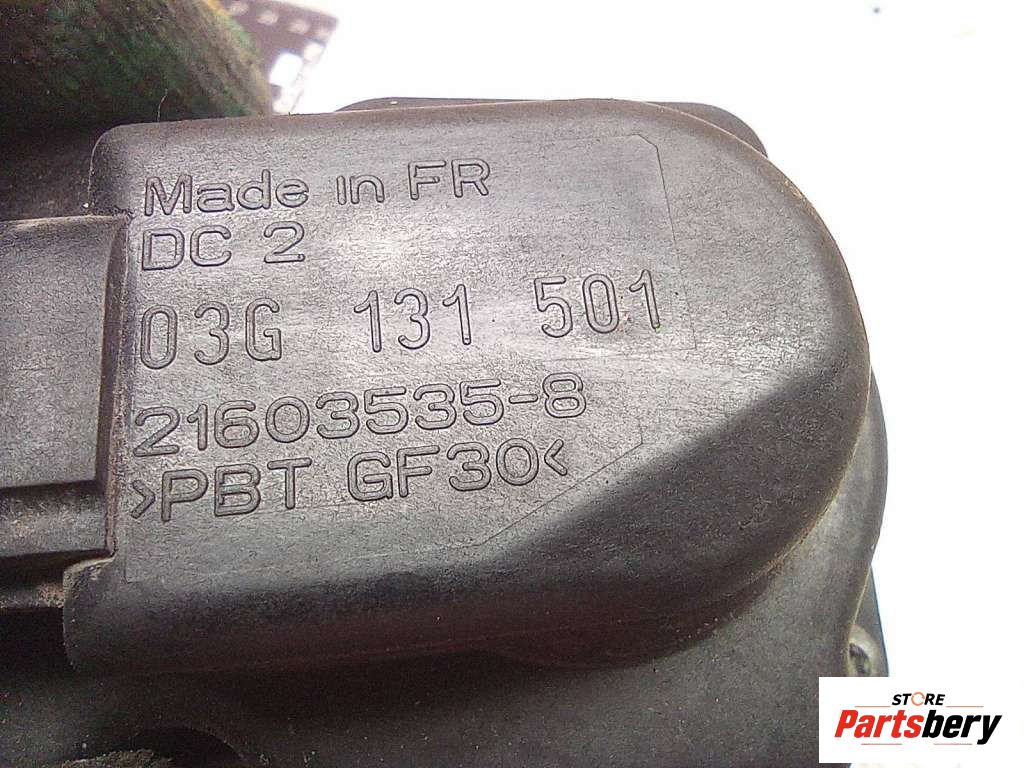 Made in FR
DC 2
03G 131 501
21603535-8
>PBT GF30<
STORE
Partsbery